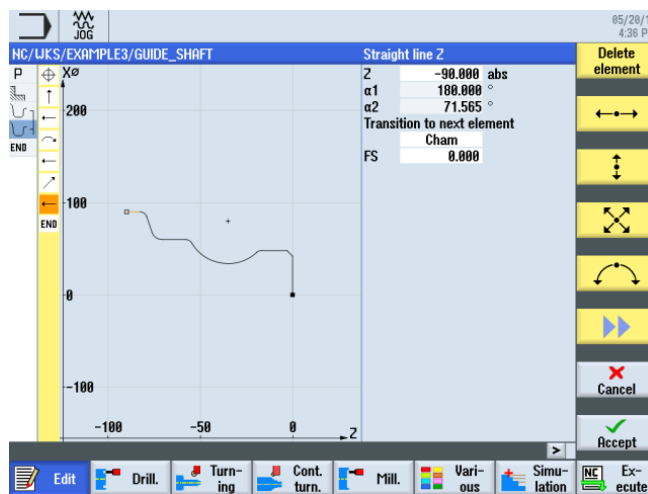 JOG
05/20/1
4:36 P
NC/WKS/EXAMPLE3/GUIDE_SHAFT
Straight line Z
Delete
element
P
END
XØ
200
100
0
-100
-100
-50
0
Z
END
Z -90.000 abs
α1 180.000 °
α2 71.565 °
Transition to next element
Cham
FS 0.000
Cancel
Accept
>
Edit
Drill.
Turn-
ing
Cont.
turn.
Mill.
Vari-
ous
Simu-
lation
NC
Ex-
ecute